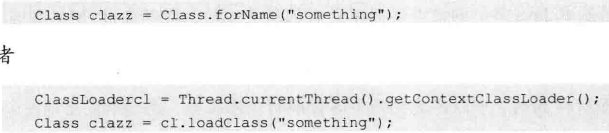 Class clazz = Class.forName("something");
者
ClassLoadercl = Thread.currentThread().getContextClassLoader();
Class clazz = cl.loadClass("something");